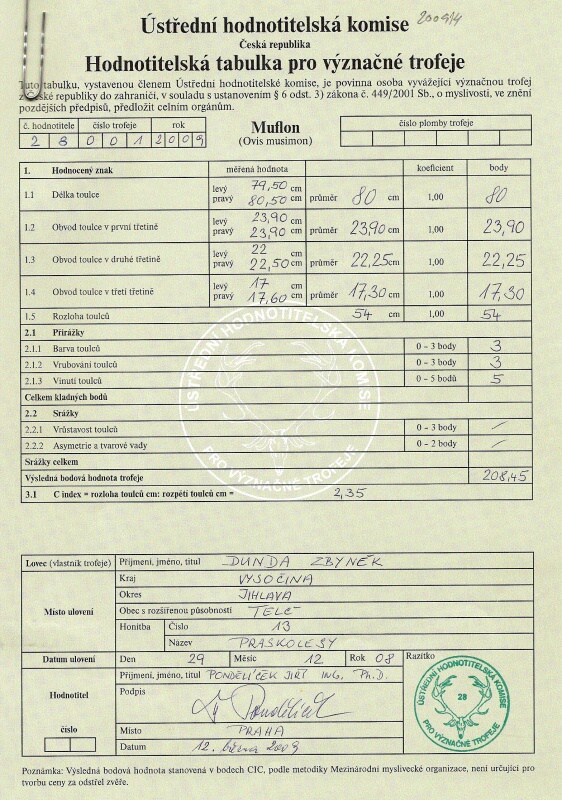 Ústřední hodnotitelská komise 2009/4
Česká republika
Hodnotitelská tabulka pro význačné trofeje
Tuto tabulku, vystavenou členem Ústřední hodnotitelské komise, je povinna osoba vyvážející význačnou trofej
z České republiky do zahraničí, v souladu s ustanovením § 6 odst. 3) zákona č. 449/2001 Sb., o myslivosti, ve znění
pozdějších předpisů, předložit celním orgánům.
č. hodnotitele číslo trofeje rok
2 8 0 0 1 2 0 0 9
Muflon
(Ovis musimon)
číslo plomby trofeje
1. Hodnocený znak měřená hodnota koeficient body
1.1 Délka toulce levý 79,50 cm pravý 80,50 cm průměr 80 cm 1,00 80
1.2 Obvod toulce v první třetině levý 23,90 cm pravý 23,90 cm průměr 23,90 cm 1,00 23,90
1.3 Obvod toulce v druhé třetině levý 22 cm pravý 22,50 cm průměr 22,25 cm 1,00 22,25
1.4 Obvod toulce v třetí třetině levý 17 cm pravý 17,60 cm průměr 17,30 cm 1,00 17,30
1.5 Rozloha toulců 54 cm 1,00 54
2.1 Přirážky
2.1.1 Barva toulců 0 – 3 body 3
2.1.2 Vrubování toulců 0 – 3 body 3
2.1.3 Vinutí toulců 0 – 5 bodů 5
Celkem kladných bodů
2.2 Srážky
2.2.1 Vrůstavost toulců 0 – 3 body /
2.2.2 Asymetrie a tvarové vady 0 – 2 body /
Srážky celkem
Výsledná bodová hodnota trofeje 208,45
3.1 C index = rozloha toulců cm: rozpětí toulců cm = 2,35
ÚSTŘEDNÍ HODNOTITELSKÁ KOMISE
PRO VÝZNAČNÉ TROFEJE
Lovec (vlastník trofeje) Příjmení, jméno, titul DUNDA ZBYNĚK
Místo ulovení
Kraj VYSOČINA
Okres JIHLAVA
Obec s rozšířenou působností TELČ
Honitba Číslo 13
Název PRASKOLESY
Datum ulovení Den 29 Měsíc 12 Rok 08
Razítko
Hodnotitel
Příjmení, jméno, titul PONDĚLÍČEK JIŘÍ ING. Ph.D.
Podpis
číslo
Místo PRAHA
Datum 12. března 2009
ÚSTŘEDNÍ HODNOTITELSKÁ KOMISE
28
PRO VÝZNAČNÉ TROFEJE
Poznámka: Výsledná bodová hodnota stanovená v bodech CIC, podle metodiky Mezinárodní myslivecké organizace, není určující pro
tvorbu ceny za odstřel zvěře.